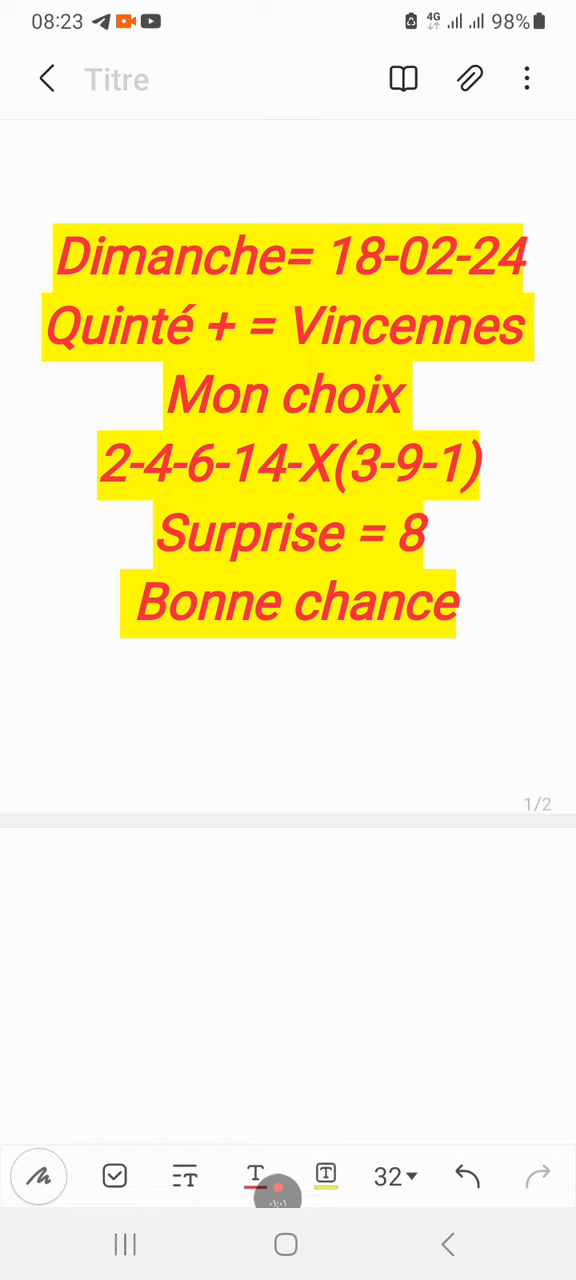 08:23 4G 98%
Titre
Dimanche= 18-02-24
Quinté + = Vincennes
Mon choix
2-4-6-14-X(3-9-1)
Surprise = 8
Bonne chance
1/2
T T T 32